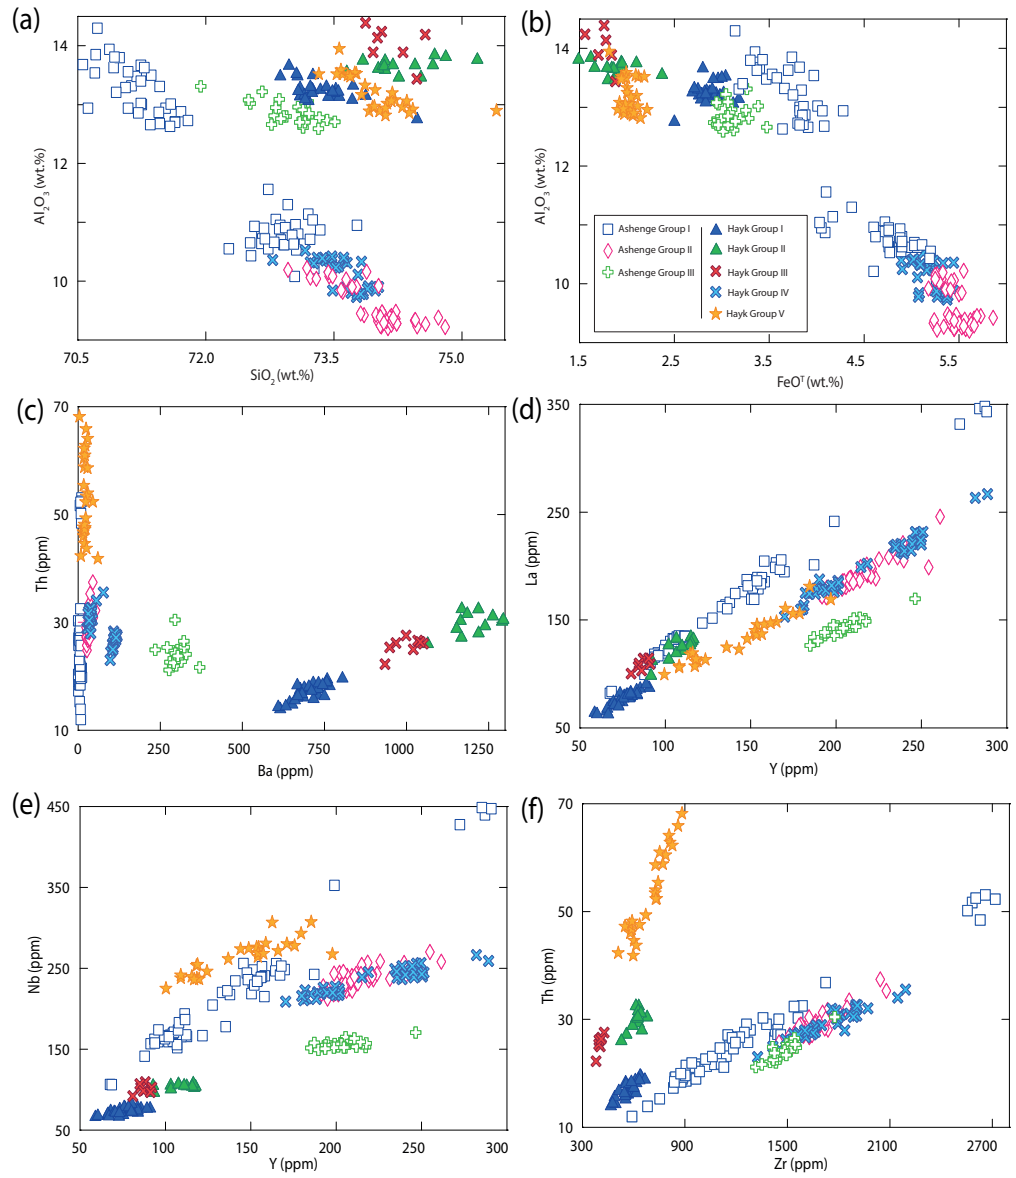 (a)
14
12
10
Al2O3 (wt.%)
70.5
72.0
73.5
75.0
SiO2 (wt.%)
(b)
14
12
11
10
Al2O3 (wt.%)
1.5
2.5
3.5
4.5
5.5
FeOT (wt.%)
Ashenge Group I
Ashenge Group II
Ashenge Group III
Hayk Group I
Hayk Group II
Hayk Group III
Hayk Group IV
Hayk Group V
(c)
70
50
30
10
Th (ppm)
0
250
500
750
1000
1250
Ba (ppm)
(d)
350
250
150
50
La (ppm)
50
100
150
200
250
300
Y (ppm)
(e)
450
350
250
150
50
Nb (ppm)
50
100
150
200
250
300
Y (ppm)
(f)
70
50
30
10
Th (ppm)
300
900
1500
2100
2700
Zr (ppm)